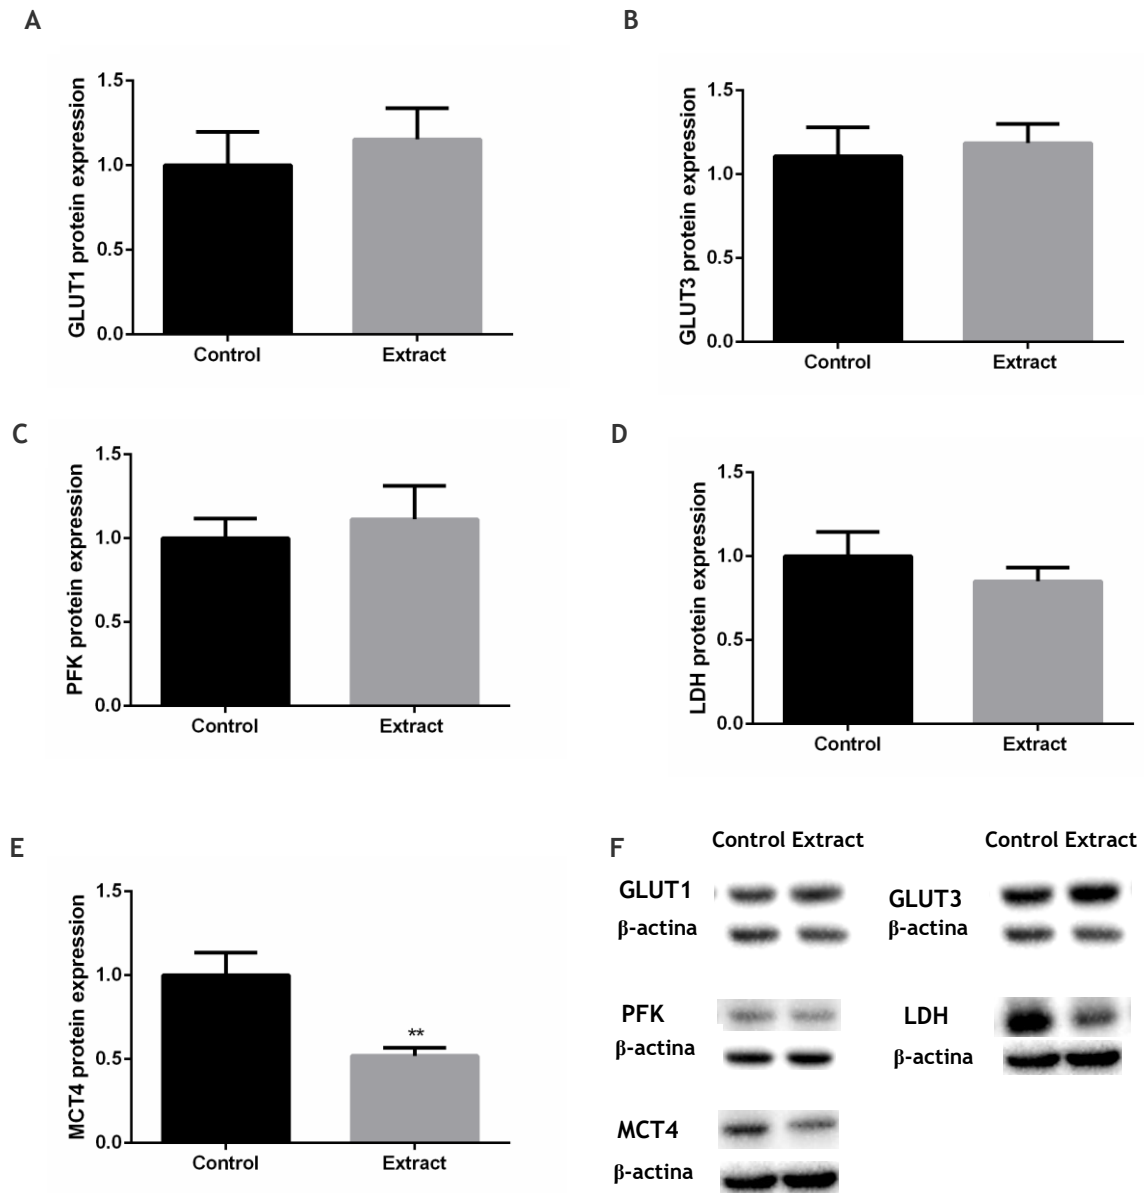 A
GLUT1 protein expression
1.5
1.0
0.5
0.0
Control Extract
B
GLUT3 protein expression
1.5
1.0
0.5
0.0
Control Extract
C
PFK protein expression
1.5
1.0
0.5
0.0
Control Extract
D
LDH protein expression
1.5
1.0
0.5
0.0
Control Extract
E
MCT4 protein expression
1.5
1.0
0.5
0.0
**
Control Extract
F
Control Extract
GLUT1
β-actina
PFK
β-actina
MCT4
β-actina
Control Extract
GLUT3
β-actina
LDH
β-actina